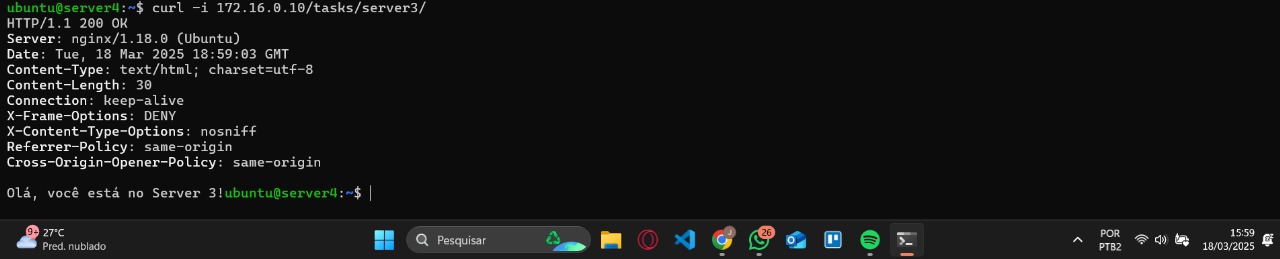 ubuntu@server4:~$ curl -i 172.16.0.10/tasks/server3/
HTTP/1.1 200 OK
Server: nginx/1.18.0 (Ubuntu)
Date: Tue, 18 Mar 2025 18:59:03 GMT
Content-Type: text/html; charset=utf-8
Content-Length: 30
Connection: keep-alive
X-Frame-Options: DENY
X-Content-Type-Options: nosniff
Referrer-Policy: same-origin
Cross-Origin-Opener-Policy: same-origin
Olá, você está no Server 3!ubuntu@server4:~$
9+
27°C
Pred. nublado
Pesquisar
J
26
POR
PTB2
15:59
18/03/2025